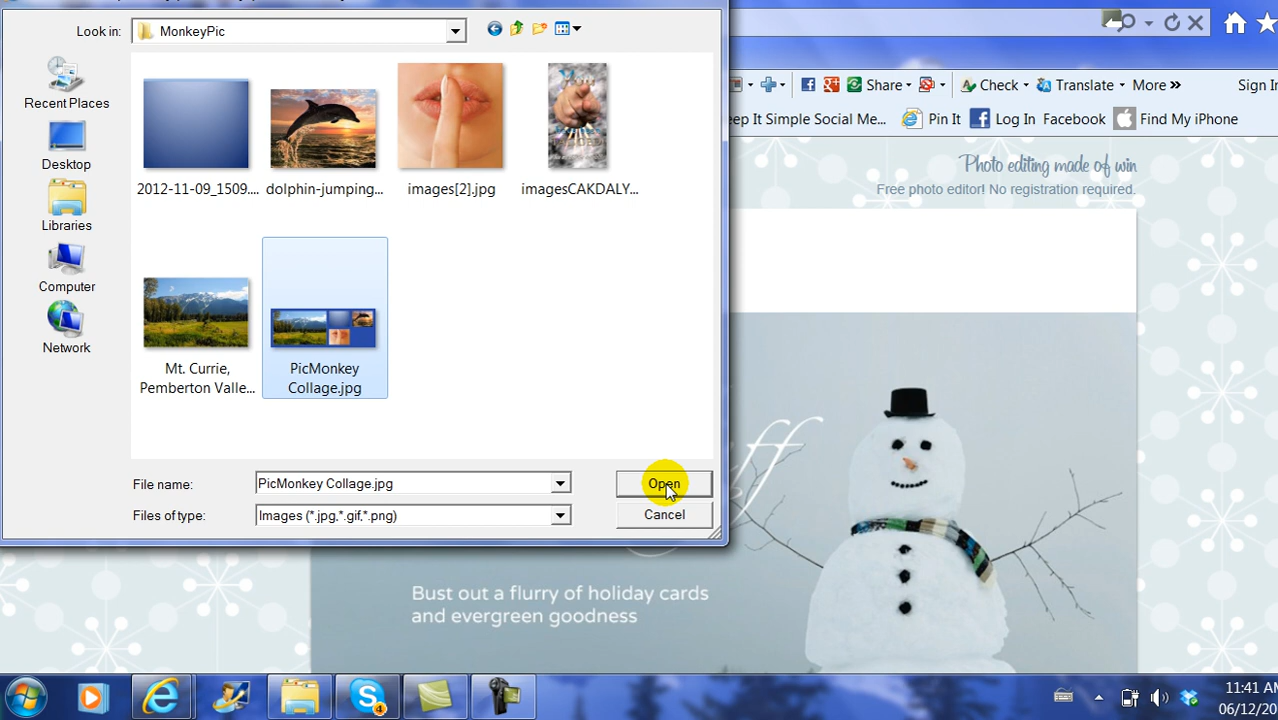 Look in:
MonkeyPic
Recent Places
Desktop
Libraries
Computer
Network
2012-11-09_1509...
dolphin-jumping...
images[2].jpg
imagesCAKDALY...
Mt. Currie,
Pemberton Valle...
PicMonkey
Collage.jpg
File name:
PicMonkey Collage.jpg
Open
Files of type:
Images (*.jpg,*.gif,*.png)
Cancel
Share
Check
Translate
More »
Sign In
eep It Simple Social Me...
Pin It
Log In
Facebook
Find My iPhone
Photo editing made of win
Free photo editor! No registration required.
Bust out a flurry of holiday cards
and evergreen goodness
4
11:41 AM
06/12/20